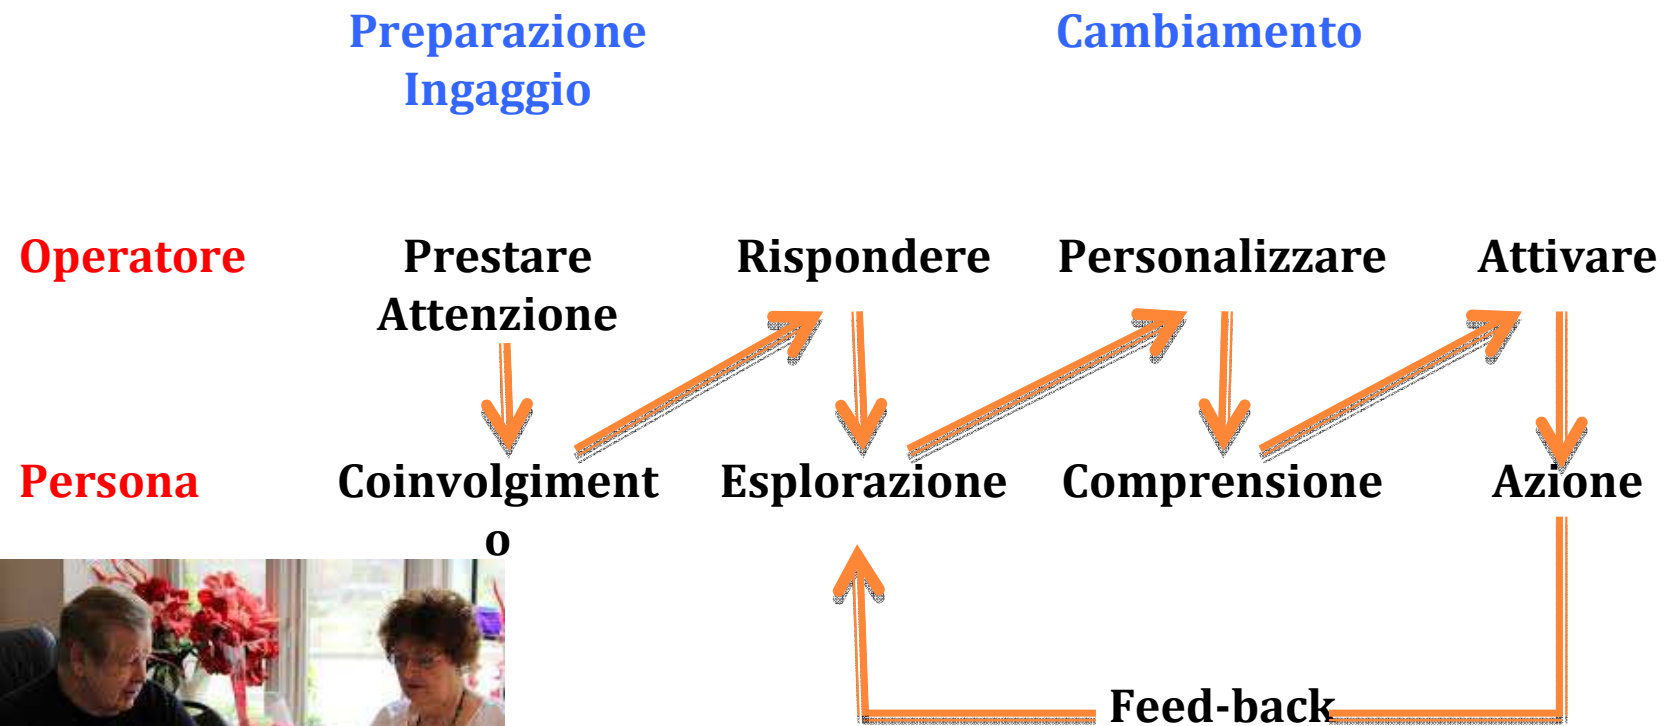 Preparazione
Ingaggio
Cambiamento
Operatore
Prestare
Attenzione
Rispondere
Personalizzare
Attivare
Persona
Coinvolgiment
o
Esplorazione
Comprensione
Azione
Feed-back